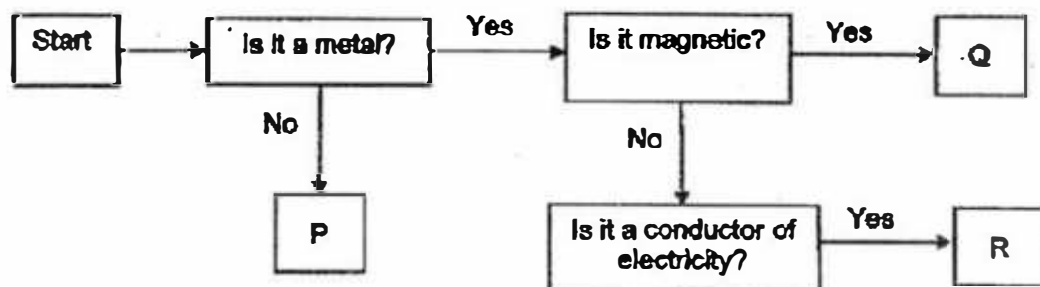 Start
Is it a metal?
Yes
Is it magnetic?
Yes
Q
No
No
P
Is it a conductor of
electricity?
Yes
R